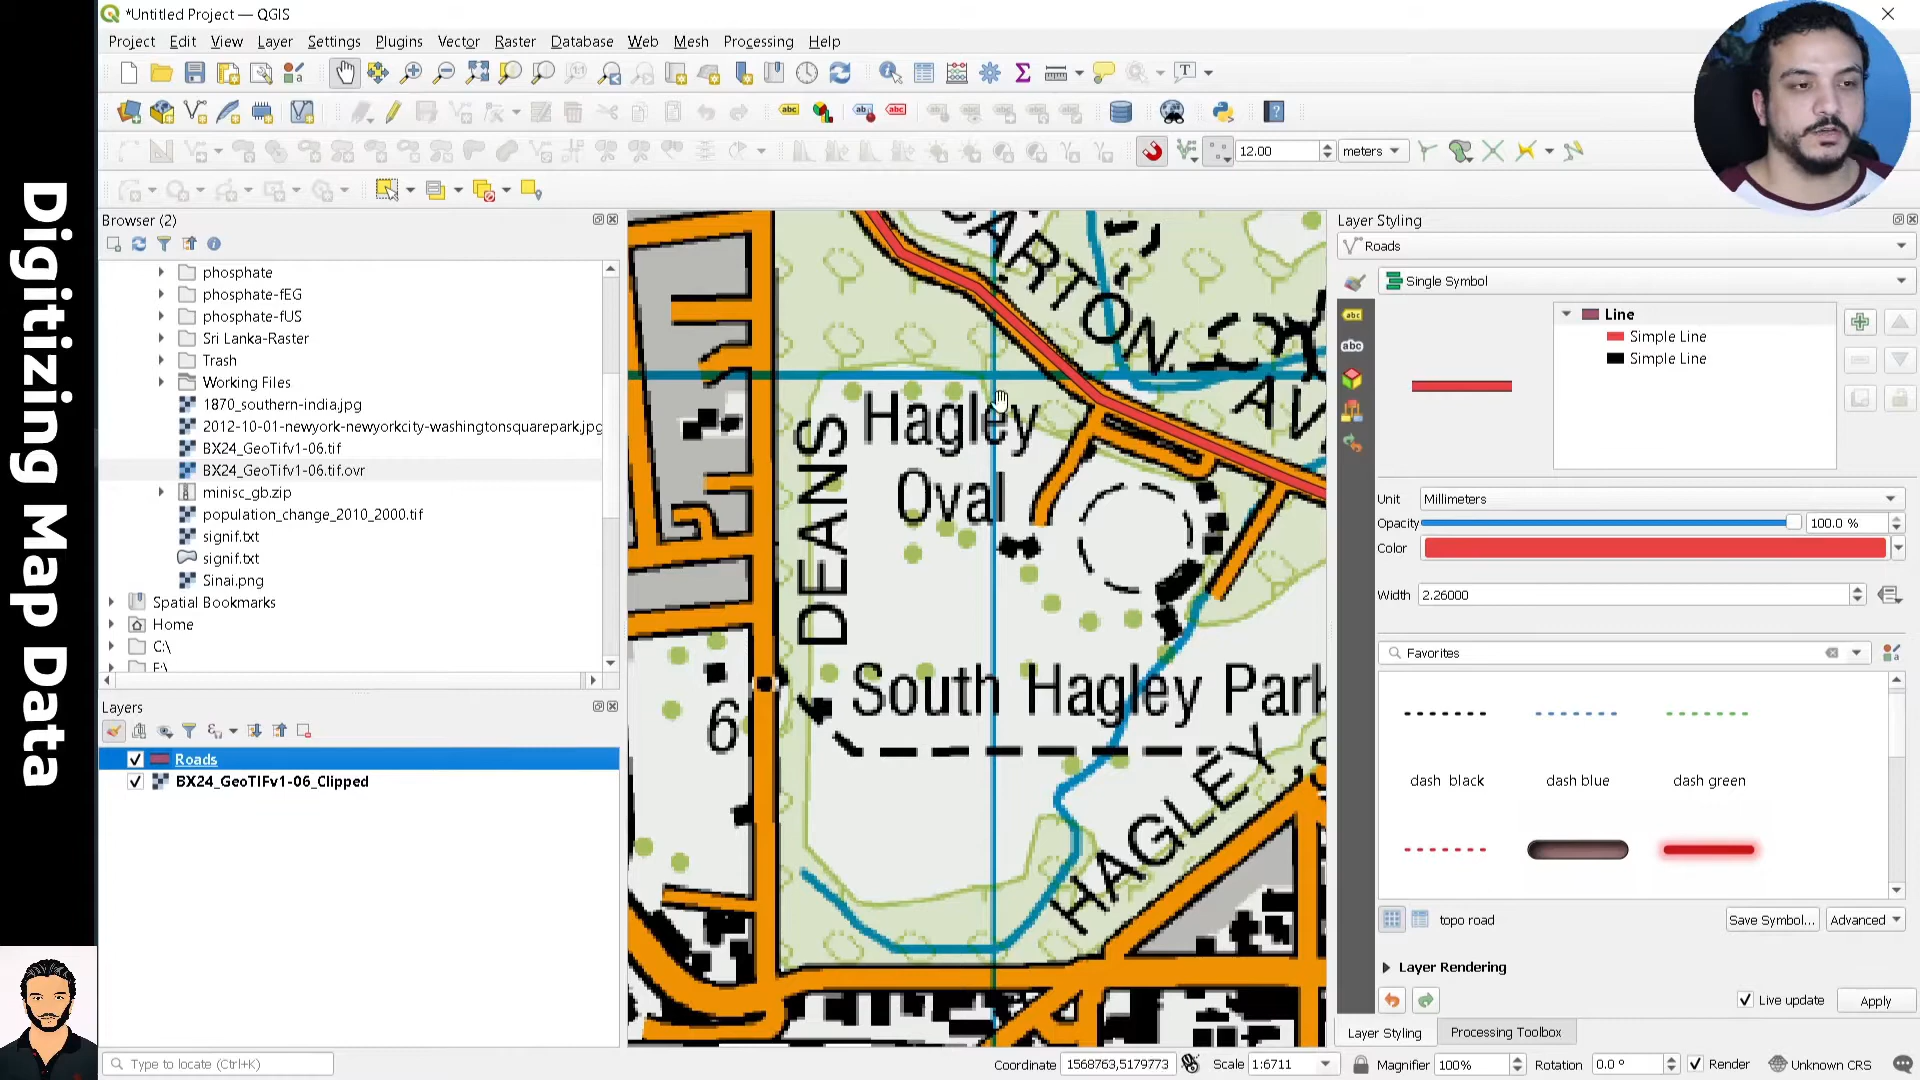 *Untitled Project — QGIS
Project Edit View Layer Settings Plugins Vector Raster Database Web Mesh Processing Help
12.00 meters
Digitizing Map Data
Browser (2)
phosphate
phosphate-fEG
phosphate-fUS
Sri Lanka-Raster
Trash
Working Files
1870_southern-india.jpg
2012-10-01-newyork-newyorkcity-washingtonsquarepark.jpg
BX24_GeoTifv1-06.tif
BX24_GeoTifv1-06.tif.ovr
minisc_gb.zip
population_change_2010_2000.tif
signif.txt
signif.txt
Sinai.png
Spatial Bookmarks
Home
C:\
Layers
Roads
BX24_GeoTIFv1-06_Clipped
Type to locate (Ctrl+K)
CARTON
AV
Hagley
Oval
DEANS
South Hagley Park
6
HAGLEY
Layer Styling
Roads
Single Symbol
Line
Simple Line
Simple Line
Unit Millimeters
Opacity 100.0 %
Color
Width 2.26000
Favorites
dash black dash blue dash green
topo road Save Symbol... Advanced
Layer Rendering
Live update Apply
Layer Styling Processing Toolbox
Coordinate 1568763,5179773 Scale 1:6711 Magnifier 100% Rotation 0.0 ° Render Unknown CRS